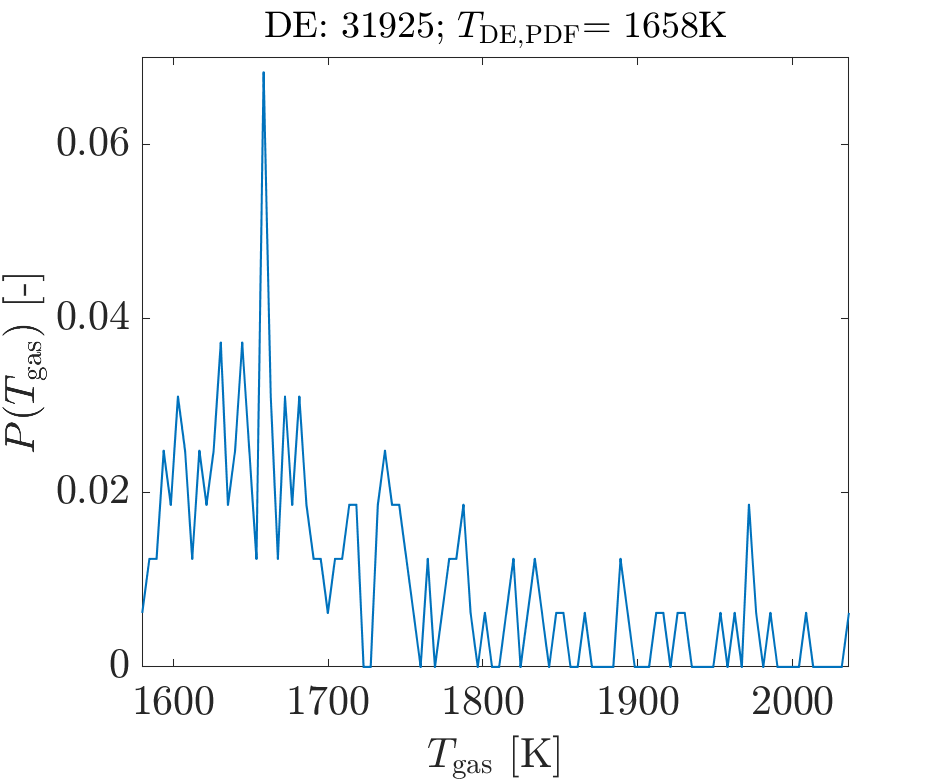 DE: 31925; T_DE,PDF= 1658K
0.06
0.04
0.02
0
P(T_gas) [-]
1600 1700 1800 1900 2000
T_gas [K]